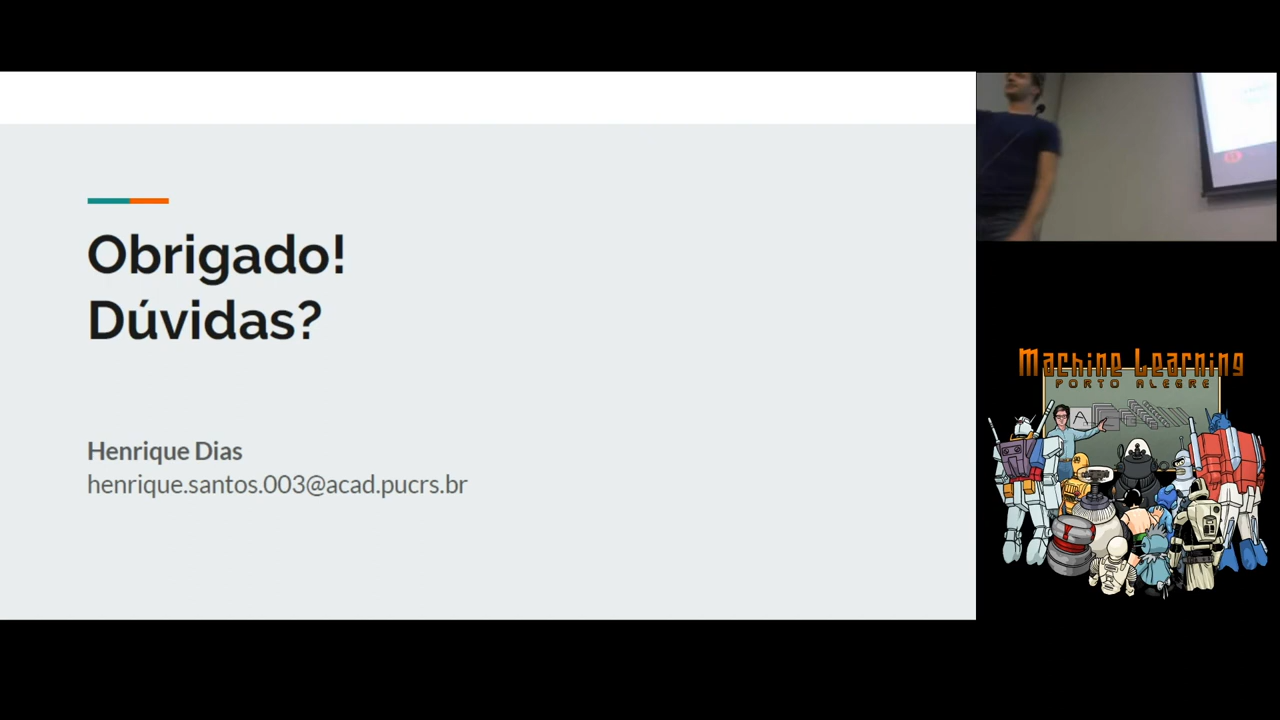 Obrigado!
Dúvidas?
Henrique Dias
henrique.santos.003@acad.pucrs.br
Machine Learning
PORTO ALEGRE
A